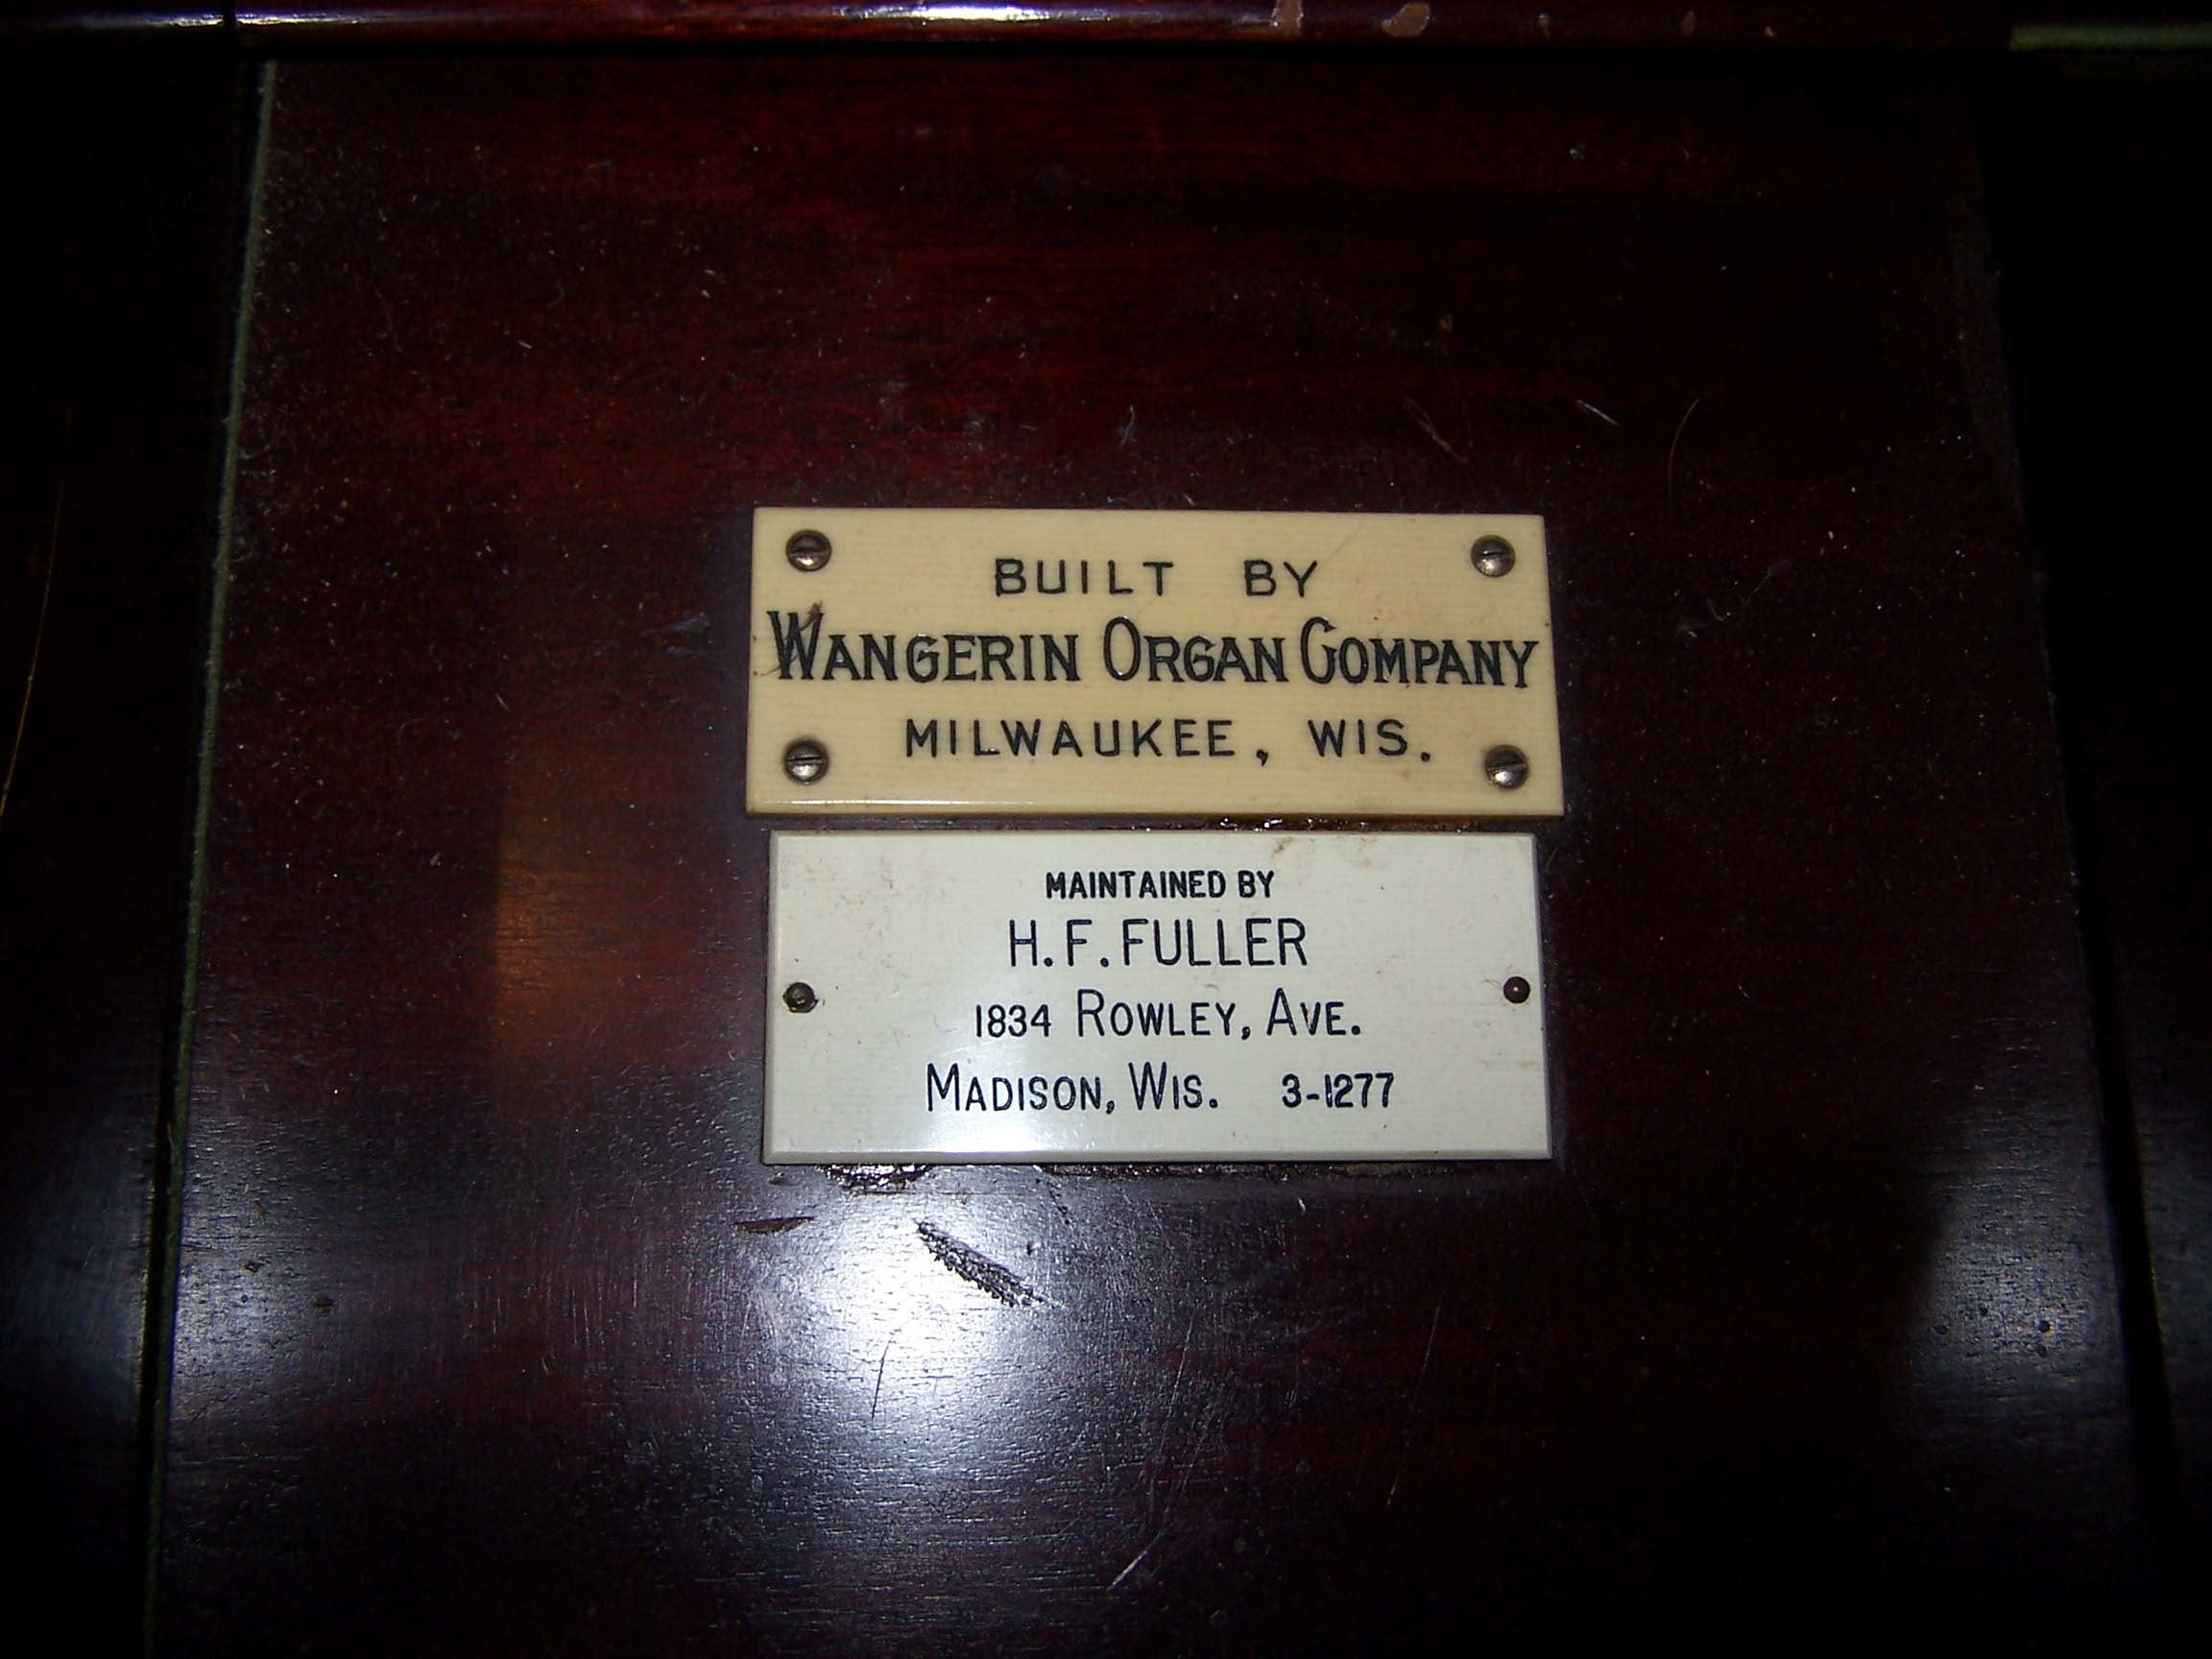 BUILT BY
WANGERIN ORGAN COMPANY
MILWAUKEE, WIS.
MAINTAINED BY
H.F. FULLER
1834 ROWLEY, AVE.
MADISON, WIS. 3-1277